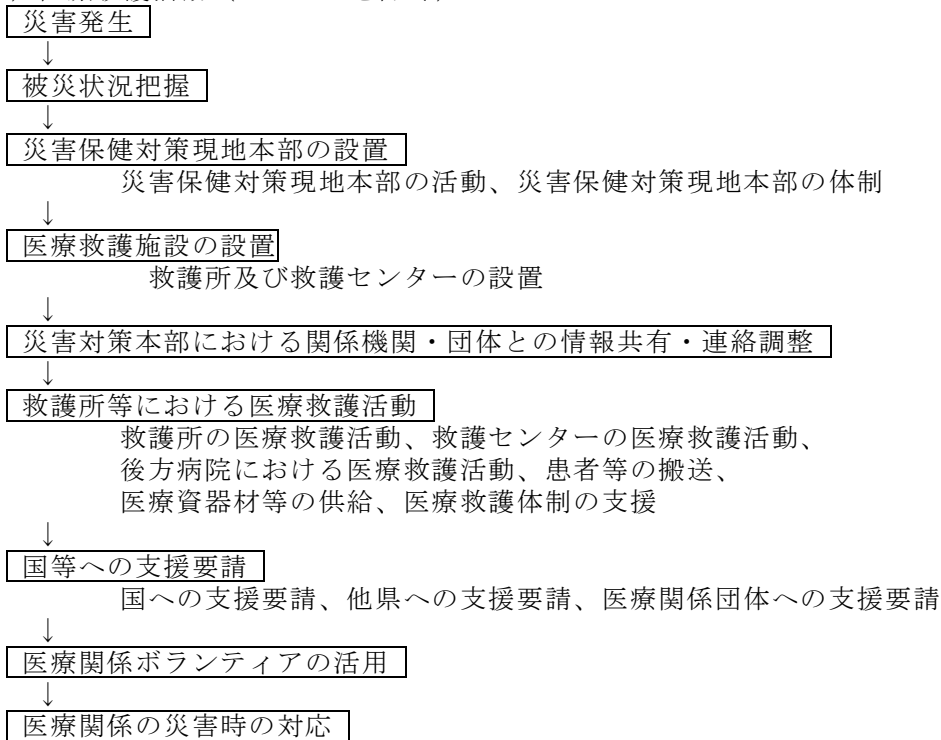 災害発生
↓
被災状況把握
↓
災害保健対策現地本部の設置
災害保健対策現地本部の活動、災害保健対策現地本部の体制
↓
医療救護施設の設置
救護所及び救護センターの設置
↓
災害対策本部における関係機関・団体との情報共有・連絡調整
↓
救護所等における医療救護活動
救護所の医療救護活動、救護センターの医療救護活動、
後方病院における医療救護活動、患者等の搬送、
医療資器材等の供給、医療救護体制の支援
↓
国等への支援要請
国への支援要請、他県への支援要請、医療関係団体への支援要請
↓
医療関係ボランティアの活用
↓
医療関係の災害時の対応